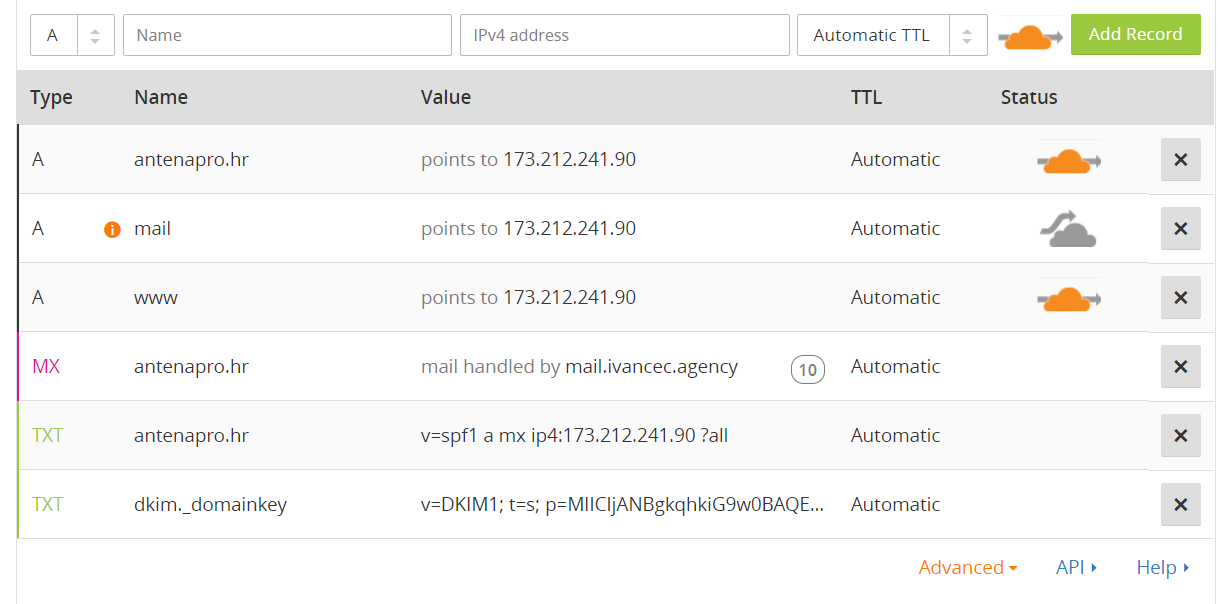 A Name IPv4 address Automatic TTL Add Record
Type Name Value TTL Status
A antenapro.hr points to 173.212.241.90 Automatic ×
A i mail points to 173.212.241.90 Automatic ×
A www points to 173.212.241.90 Automatic ×
MX antenapro.hr mail handled by mail.ivancec.agency 10 Automatic ×
TXT antenapro.hr v=spf1 a mx ip4:173.212.241.90 ?all Automatic ×
TXT dkim._domainkey v=DKIM1; t=s; p=MIICIjANBgkqhkiG9w0BAQE... Automatic ×
Advanced API Help